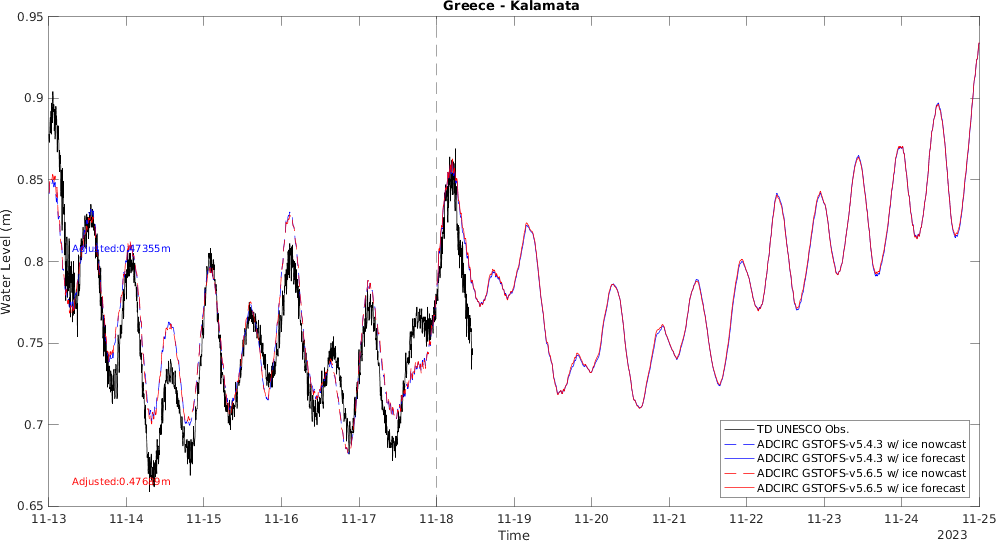 Greece - Kalamata
0.95
0.9
0.85
0.8
0.75
0.7
0.65
Water Level (m)
Adjusted:0.47355m
TD UNESCO Obs.
ADCIRC GSTOFS-v5.4.3 w/ ice nowcast
ADCIRC GSTOFS-v5.4.3 w/ ice forecast
ADCIRC GSTOFS-v5.6.5 w/ ice nowcast
ADCIRC GSTOFS-v5.6.5 w/ ice forecast
11-13 11-14 11-15 11-16 11-17 11-18 11-19 11-20 11-21 11-22 11-23 11-24 11-25
Time
2023